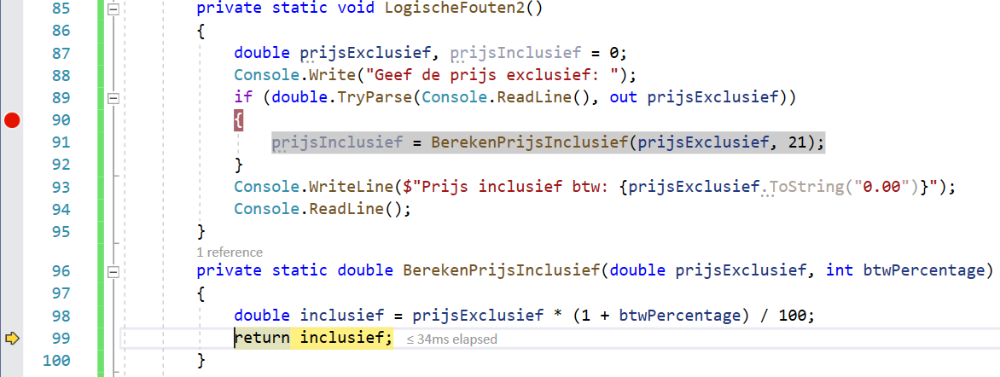 85 private static void LogischeFouten2()
86 {
87 double prijsExclusief, prijsInclusief = 0;
88 Console.Write("Geef de prijs exclusief: ");
89 if (double.TryParse(Console.ReadLine(), out prijsExclusief))
90 {
91 prijsInclusief = BerekenPrijsInclusief(prijsExclusief, 21);
92 }
93 Console.WriteLine($"Prijs inclusief btw: {prijsExclusief.ToString("0.00")}");
94 Console.ReadLine();
95 }
1 reference
96 private static double BerekenPrijsInclusief(double prijsExclusief, int btwPercentage)
97 {
98 double inclusief = prijsExclusief * (1 + btwPercentage) / 100;
99 return inclusief; ≤ 34ms elapsed
100 }